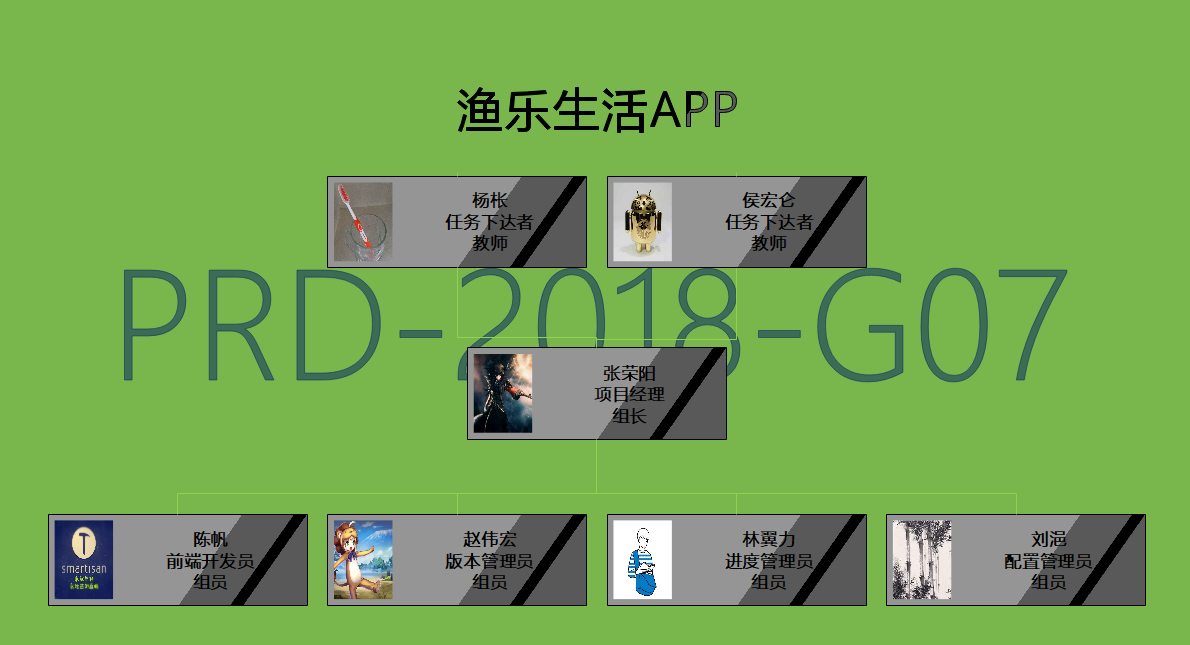 渔乐生活APP
杨枨
任务下达者
教师
侯宏仑
任务下达者
教师
PRD-2018-G07
张荣阳
项目经理
组长
陈帆
前端开发员
组员
smartisan
赵伟宏
版本管理员
组员
林翼力
进度管理员
组员
刘浥
配置管理员
组员